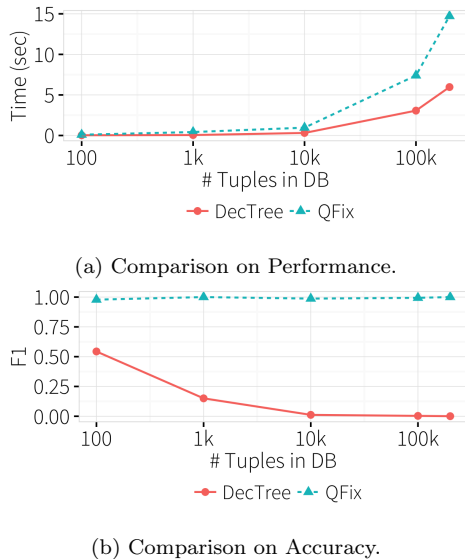 15
10
5
0
Time (sec)
100 1k 10k 100k
# Tuples in DB
DecTree QFix
(a) Comparison on Performance.
1.00
0.75
0.50
0.25
0.00
F1
100 1k 10k 100k
# Tuples in DB
DecTree QFix
(b) Comparison on Accuracy.